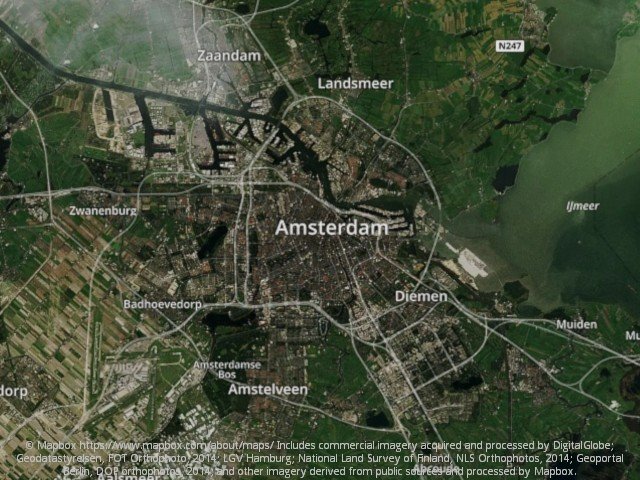 Zaandam
N247
Landsmeer
Zwanenburg
IJmeer
Amsterdam
Badhoevedorp
Diemen
Muiden
Mu
Amsterdamse
Bos
dorp
Amstelveen
© Mapbox https://www.mapbox.com/about/maps/ Includes commercial imagery acquired and processed by DigitalGlobe;
Geodatastyrelsen, FOT Orthophoto, 2014; LGV Hamburg; National Land Survey of Finland, NLS Orthophotos, 2014; Geoportal
Berlin, DOP orthophotos, 2014; and other imagery derived from public sources and processed by Mapbox.
Abcoude
Aalsmeer